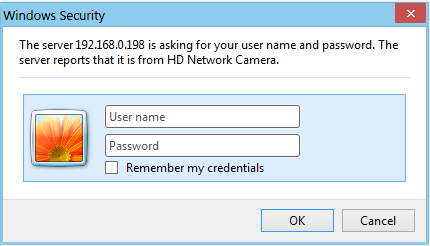 Windows Security
The server 192.168.0.198 is asking for your user name and password. The
server reports that it is from HD Network Camera.
User name
Password
Remember my credentials
OK
Cancel